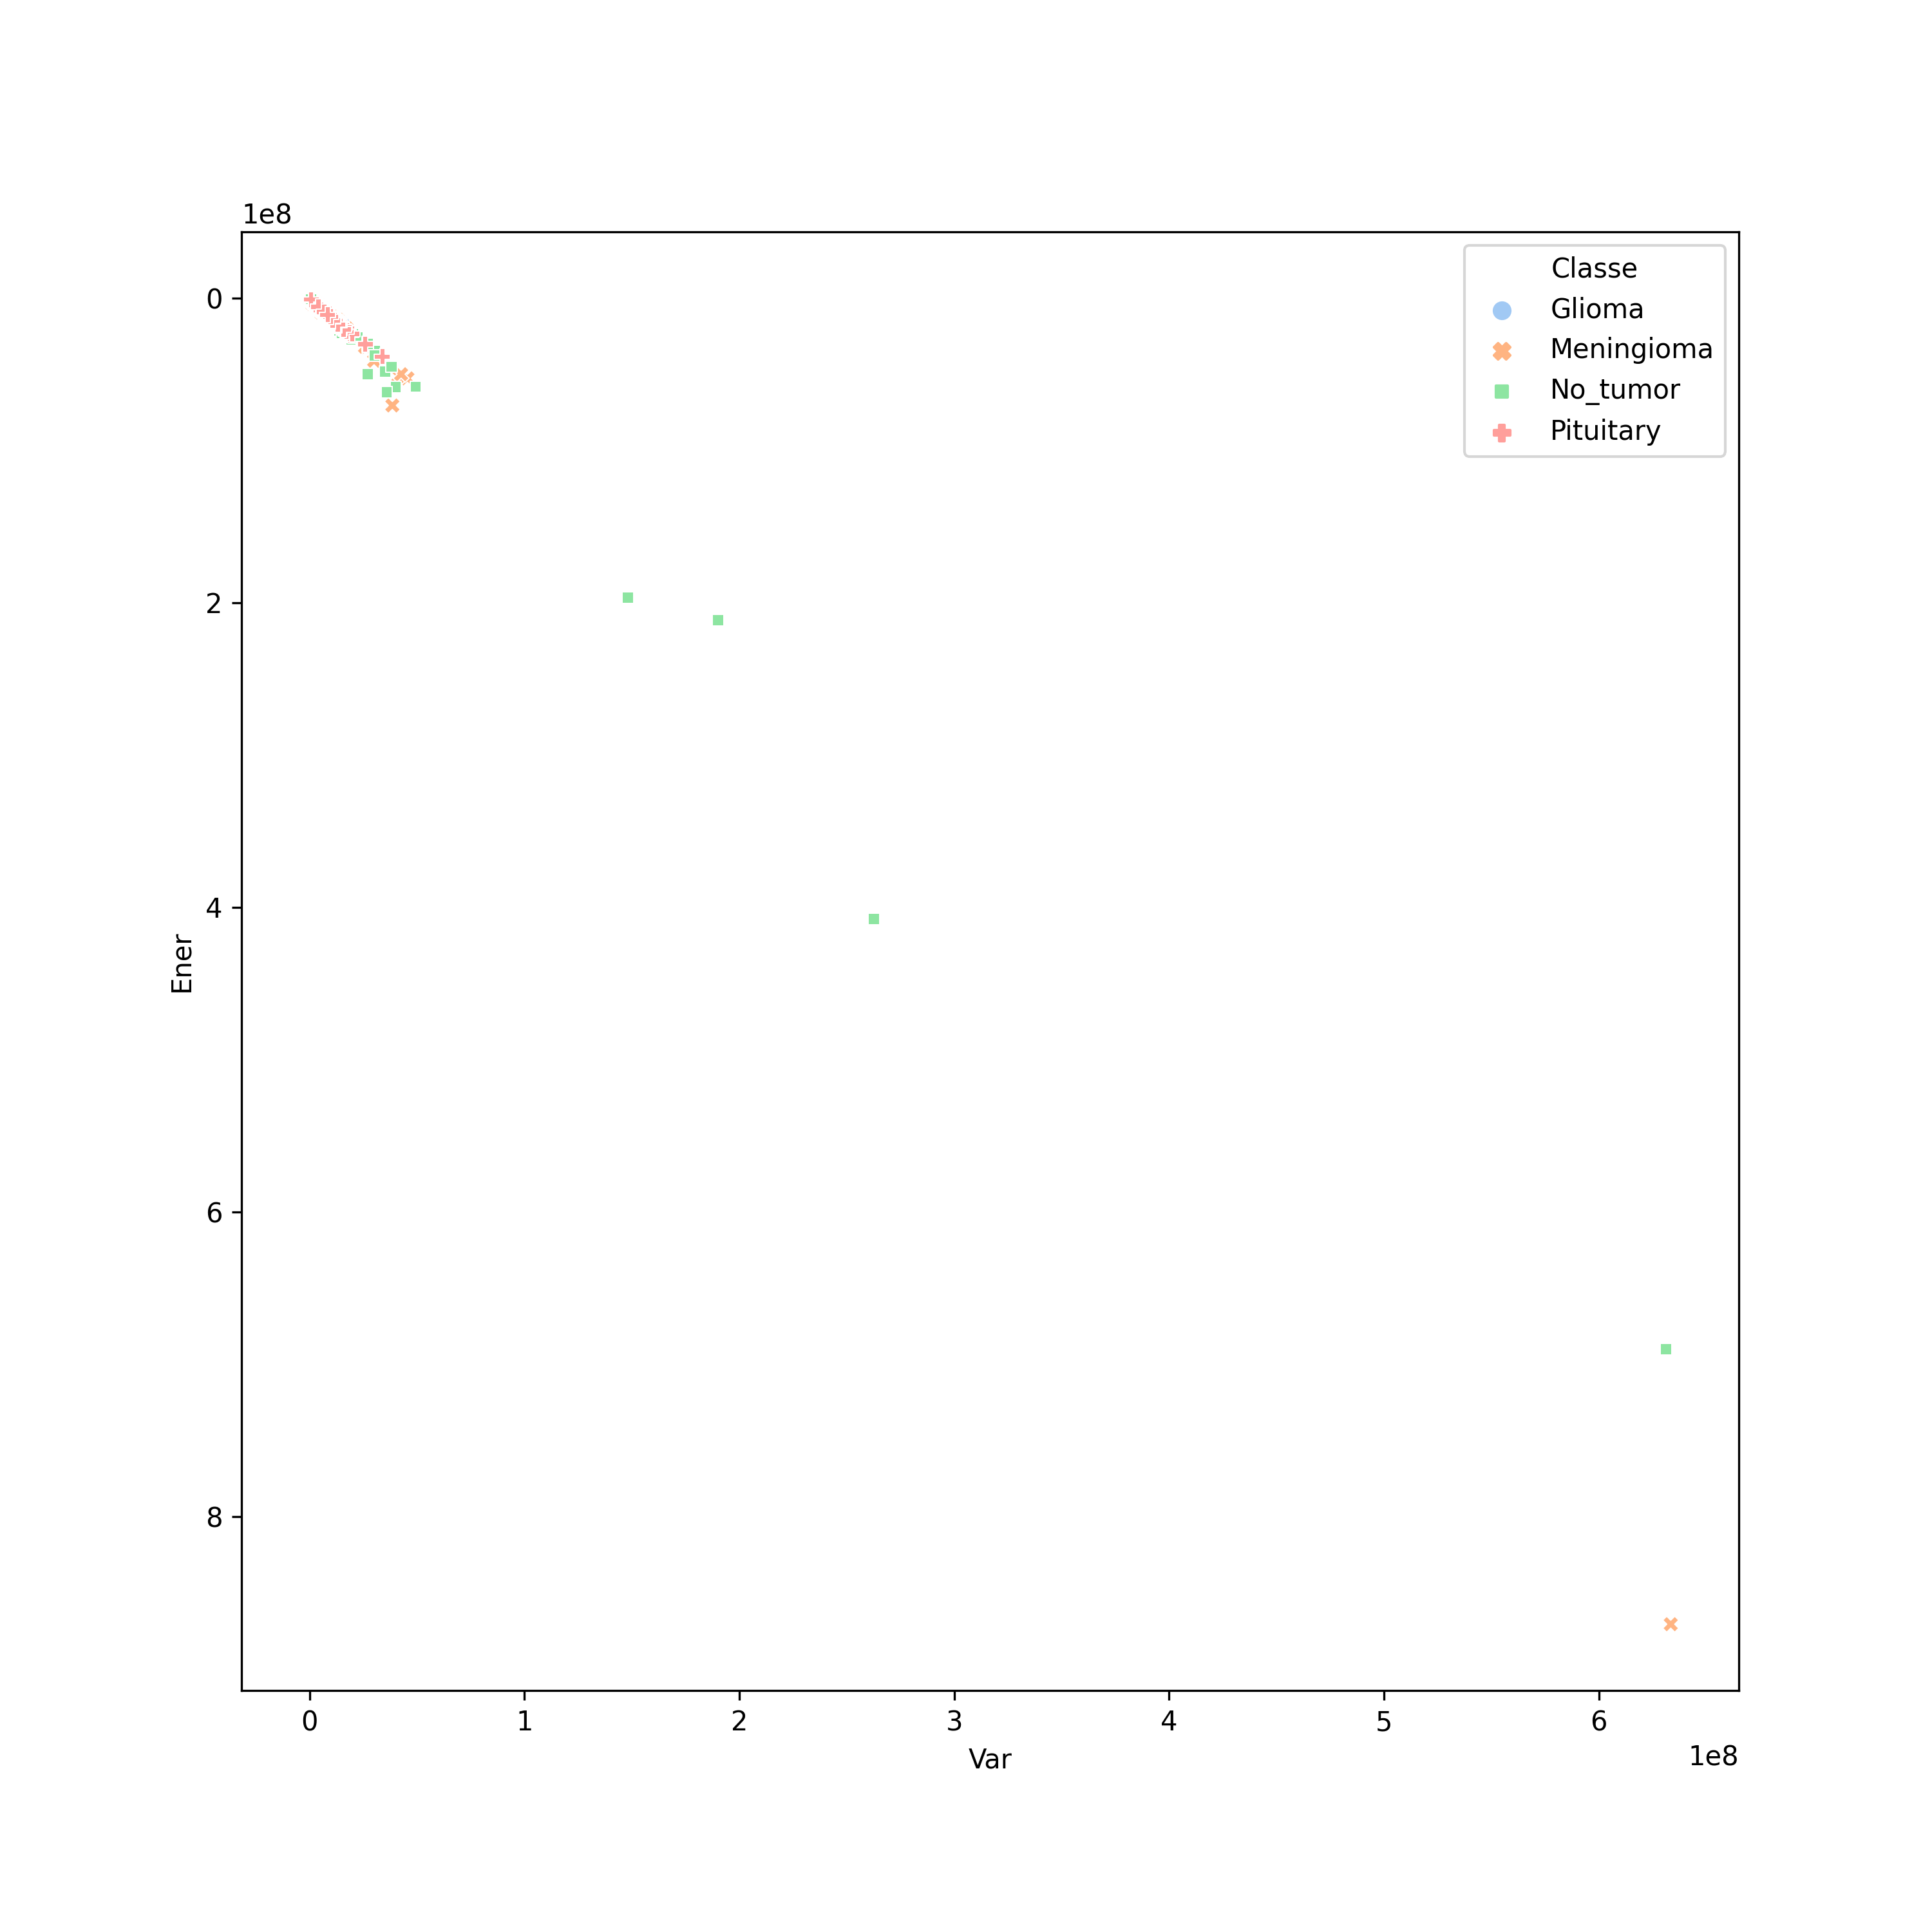 1e8
Classe
Glioma
Meningioma
No_tumor
Pituitary
0
2
4
6
8
Ener
0 1 2 3 4 5 6
Var
1e8